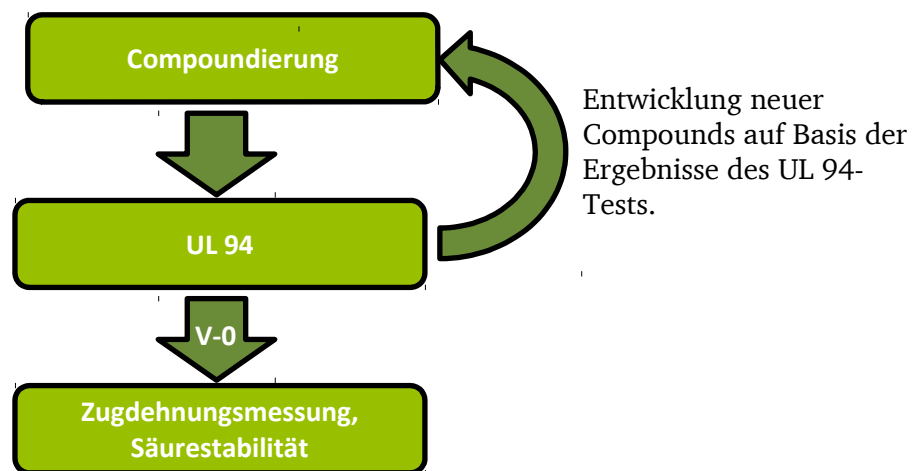 Compoundierung
Entwicklung neuer
Compounds auf Basis der
Ergebnisse des UL 94-
Tests.
UL 94
V-0
Zugdehnungsmessung,
Säurestabilität